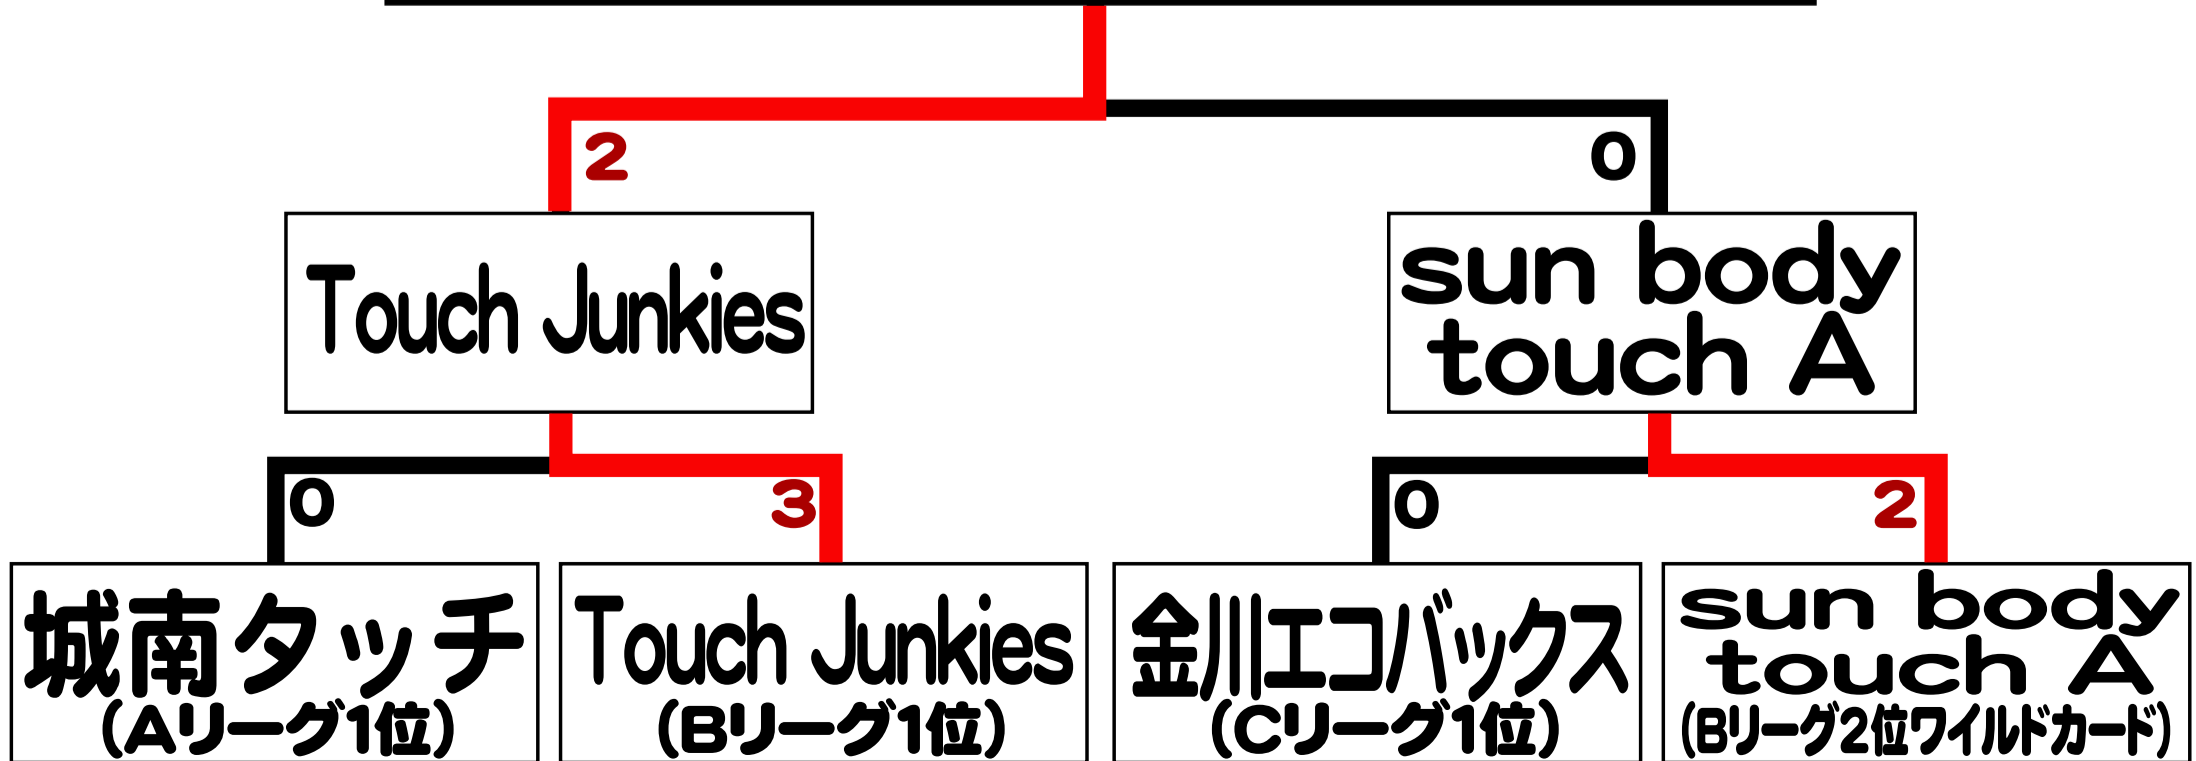 2
0
Touch Junkies
sun body
touch A
0
3
0
2
城南タッチ
(Aリーグ1位)
Touch Junkies
(Bリーグ1位)
金川エコバックス
(Cリーグ1位)
sun body
touch A
(Bリーグ2位ワイルドカード)